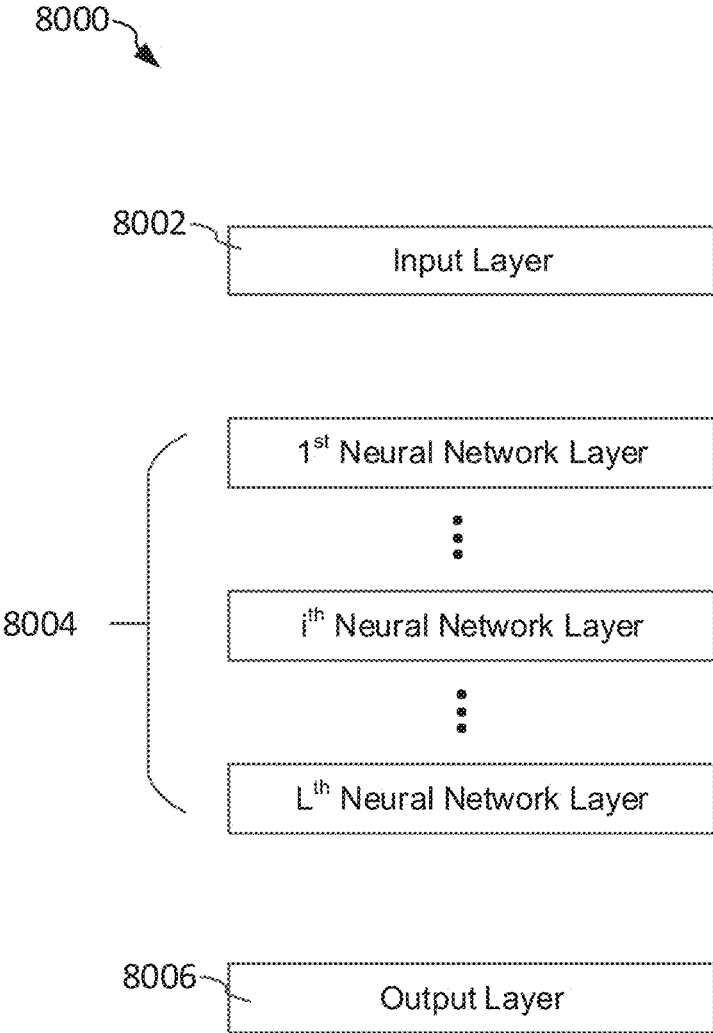 8000
8002
Input Layer
1st Neural Network Layer
8004
ith Neural Network Layer
Lth Neural Network Layer
8006
Output Layer